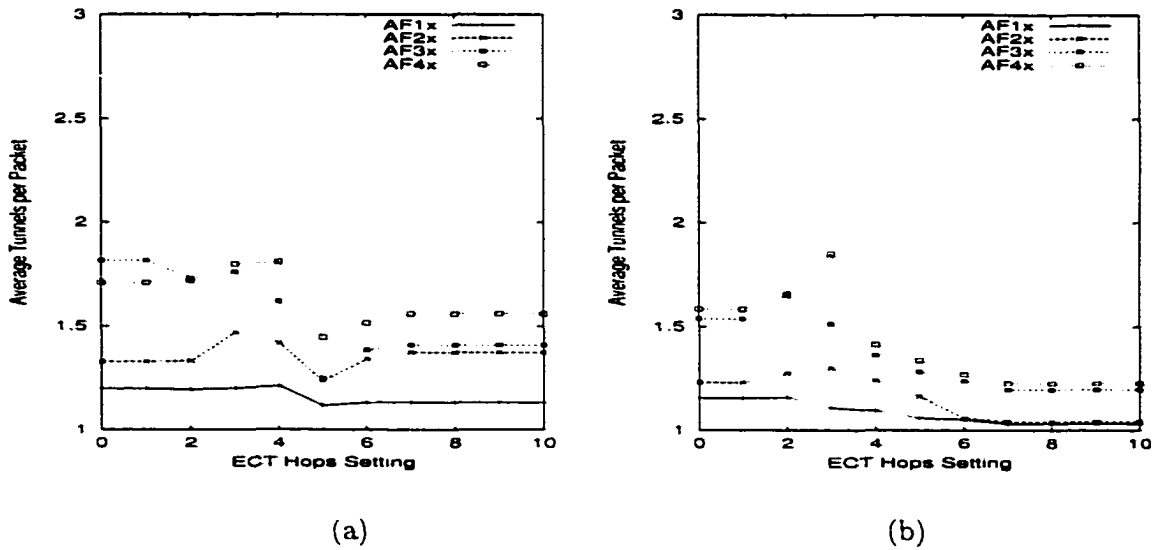 3
AF1x
AF2x
AF3x
AF4x
2.5
2
1.5
1
0 2 4 6 8 10
Average Tunnels per Packet
ECT Hops Setting
(a)
3
AF1x
AF2x
AF3x
AF4x
2.5
2
1.5
1
0 2 4 6 8 10
Average Tunnels per Packet
ECT Hops Setting
(b)